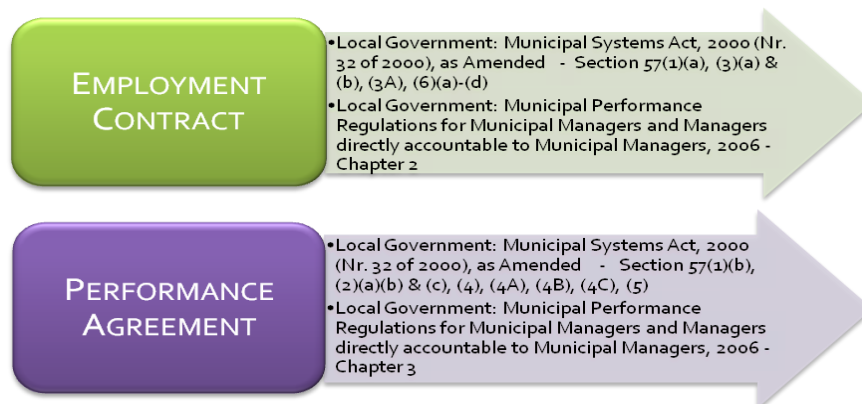 EMPLOYMENT
CONTRACT
•Local Government: Municipal Systems Act, 2000 (Nr.
32 of 2000), as Amended - Section 57(1)(a), (3)(a) &
(b), (3A), (6)(a)-(d)
•Local Government: Municipal Performance
Regulations for Municipal Managers and Managers
directly accountable to Municipal Managers, 2006 -
Chapter 2
PERFORMANCE
AGREEMENT
•Local Government: Municipal Systems Act, 2000
(Nr. 32 of 2000), as Amended - Section 57(1)(b),
(2)(a)(b) & (c), (4), (4A), (4B), (4C), (5)
•Local Government: Municipal Performance
Regulations for Municipal Managers and Managers
directly accountable to Municipal Managers, 2006 -
Chapter 3